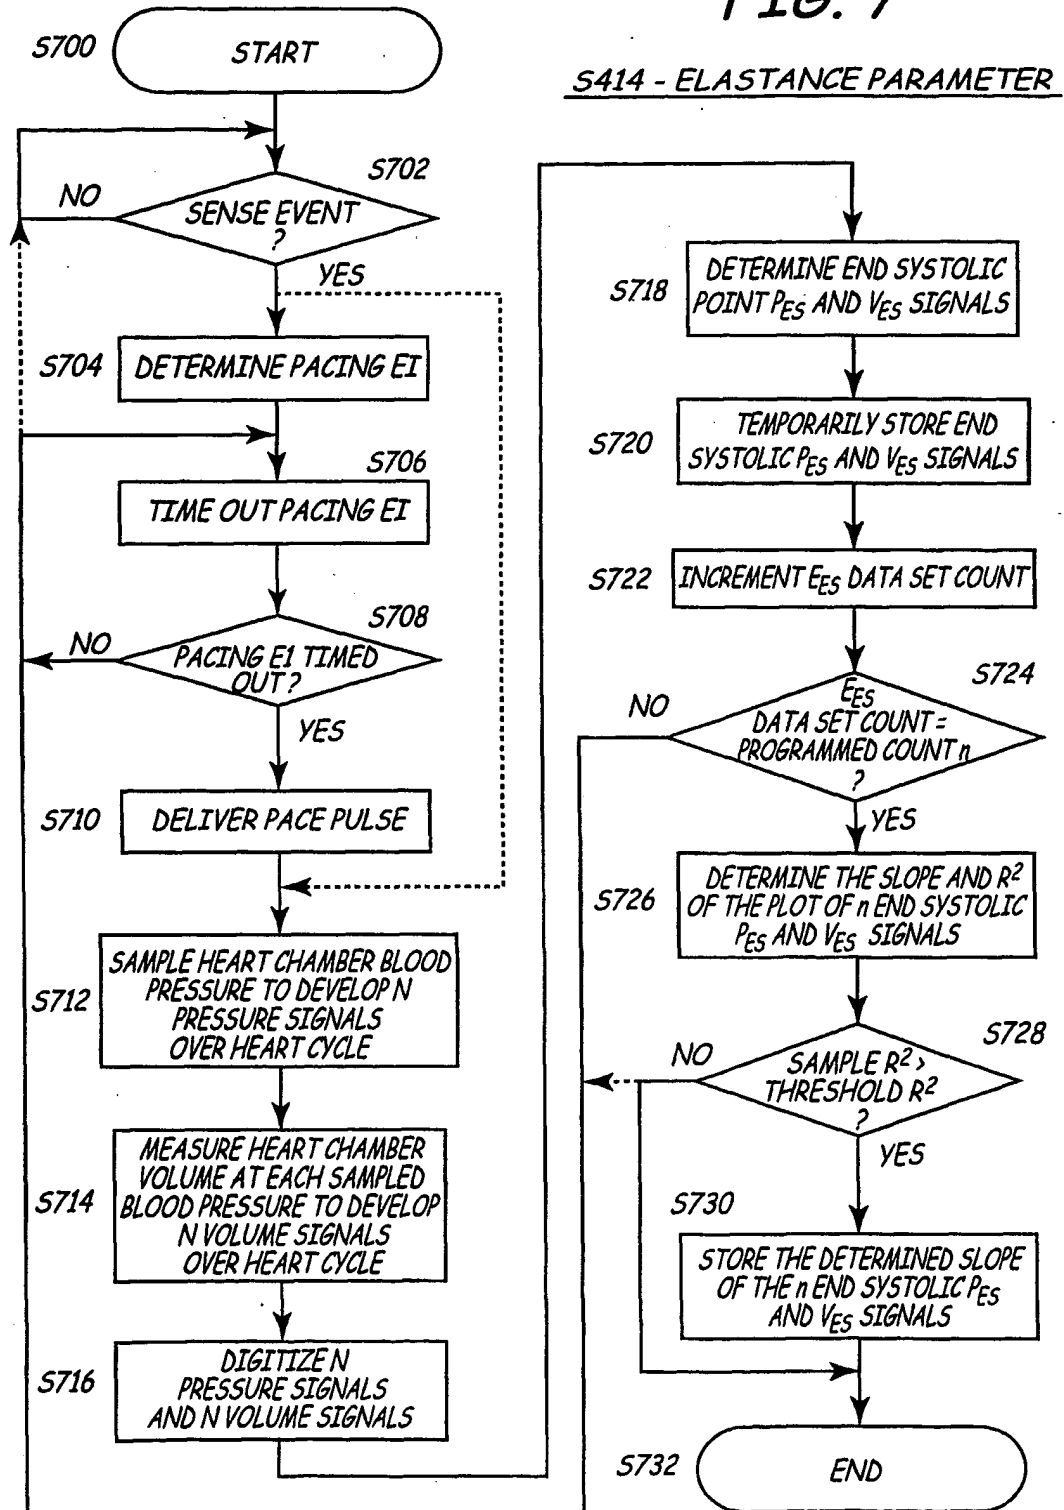 FIG. 7
S414 - ELASTANCE PARAMETER
S700
START
S702
NO
SENSE EVENT
?
YES
S704
DETERMINE PACING EI
S706
TIME OUT PACING EI
S708
NO
PACING EI TIMED
OUT?
YES
S710
DELIVER PACE PULSE
S712
SAMPLE HEART CHAMBER BLOOD
PRESSURE TO DEVELOP N
PRESSURE SIGNALS
OVER HEART CYCLE
S714
MEASURE HEART CHAMBER
VOLUME AT EACH SAMPLED
BLOOD PRESSURE TO DEVELOP
N VOLUME SIGNALS
OVER HEART CYCLE
S716
DIGITIZE N
PRESSURE SIGNALS
AND N VOLUME SIGNALS
S718
DETERMINE END SYSTOLIC
POINT PES AND VES SIGNALS
S720
TEMPORARILY STORE END
SYSTOLIC PES AND VES SIGNALS
S722
INCREMENT EES DATA SET COUNT
S724
NO
EES
DATA SET COUNT =
PROGRAMMED COUNT n
?
YES
S726
DETERMINE THE SLOPE AND R²
OF THE PLOT OF n END SYSTOLIC
PES AND VES SIGNALS
S728
NO
SAMPLE R² >
THRESHOLD R²
?
YES
S730
STORE THE DETERMINED SLOPE
OF THE n END SYSTOLIC PES
AND VES SIGNALS
S732
END